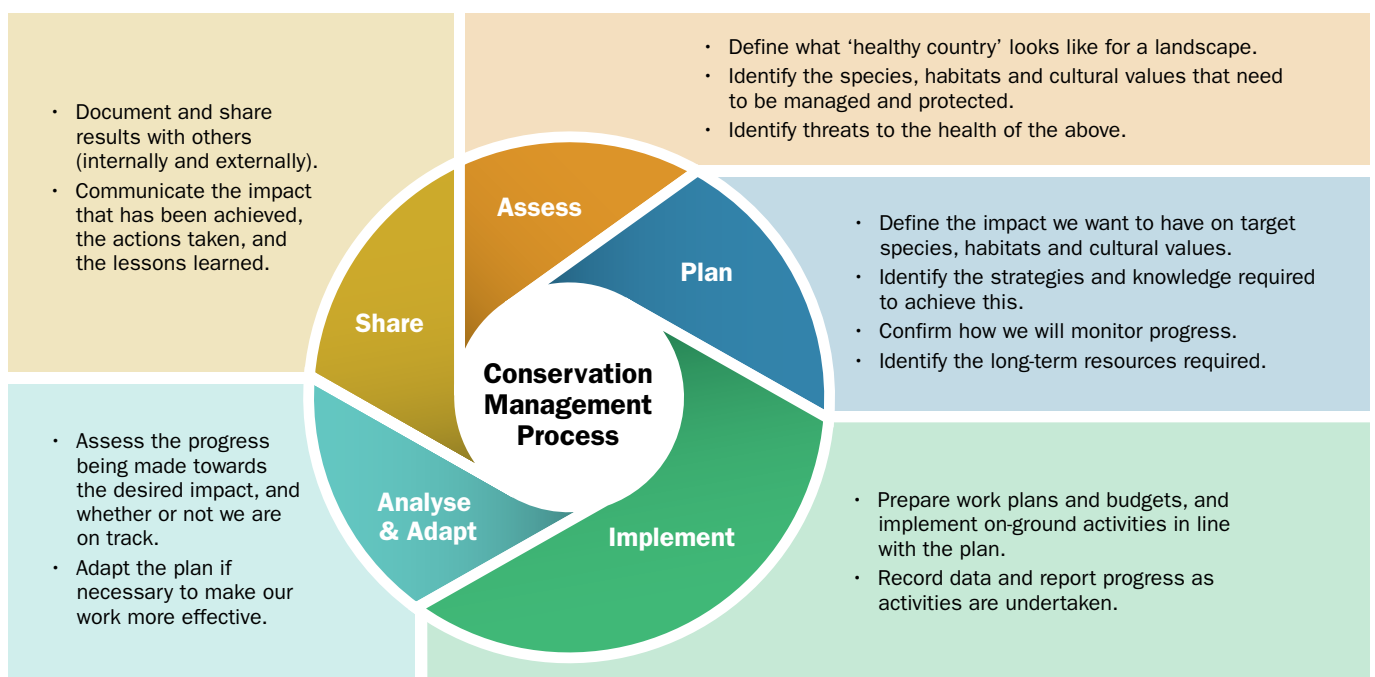 Conservation
Management
Process
Assess
· Define what ‘healthy country’ looks like for a landscape.
· Identify the species, habitats and cultural values that need
to be managed and protected.
· Identify threats to the health of the above.
Plan
· Define the impact we want to have on target
species, habitats and cultural values.
· Identify the strategies and knowledge required
to achieve this.
· Confirm how we will monitor progress.
· Identify the long-term resources required.
Implement
· Prepare work plans and budgets, and
implement on-ground activities in line
with the plan.
· Record data and report progress as
activities are undertaken.
Analyse
& Adapt
· Assess the progress
being made towards
the desired impact, and
whether or not we are
on track.
· Adapt the plan if
necessary to make our
work more effective.
Share
· Document and share
results with others
(internally and externally).
· Communicate the impact
that has been achieved,
the actions taken, and
the lessons learned.